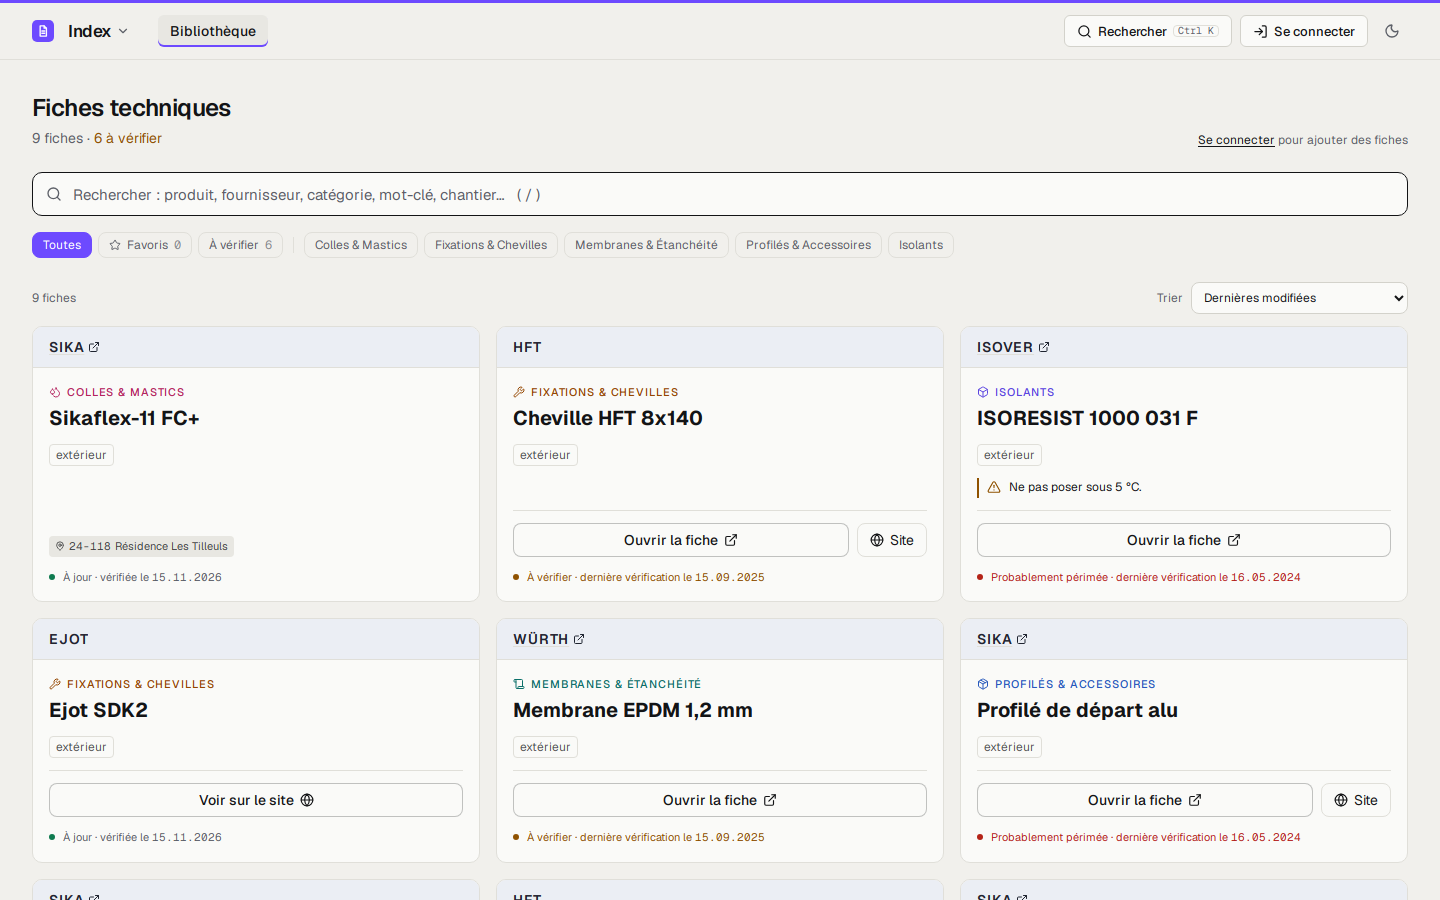 Index
Bibliothèque
Rechercher Ctrl K
Se connecter
Fiches techniques
9 fiches · 6 à vérifier
Se connecter pour ajouter des fiches
Rechercher : produit, fournisseur, catégorie, mot-clé, chantier… ( / )
Toutes
Favoris 0
À vérifier 6
Colles & Mastics
Fixations & Chevilles
Membranes & Étanchéité
Profilés & Accessoires
Isolants
9 fiches
Trier
Dernières modifiées
SIKA
COLLES & MASTICS
Sikaflex-11 FC+
extérieur
24-118 Résidence Les Tilleuls
À jour · vérifiée le 15.11.2026
HFT
FIXATIONS & CHEVILLES
Cheville HFT 8x140
extérieur
Ouvrir la fiche
Site
À vérifier · dernière vérification le 15.09.2025
ISOVER
ISOLANTS
ISORESIST 1000 031 F
extérieur
Ne pas poser sous 5 °C.
Ouvrir la fiche
Probablement périmée · dernière vérification le 16.05.2024
EJOT
FIXATIONS & CHEVILLES
Ejot SDK2
extérieur
Voir sur le site
À jour · vérifiée le 15.11.2026
WÜRTH
MEMBRANES & ÉTANCHÉITÉ
Membrane EPDM 1,2 mm
extérieur
Ouvrir la fiche
À vérifier · dernière vérification le 15.09.2025
SIKA
PROFILÉS & ACCESSOIRES
Profilé de départ alu
extérieur
Ouvrir la fiche
Site
Probablement périmée · dernière vérification le 16.05.2024
SIKA
HFT
SIKA